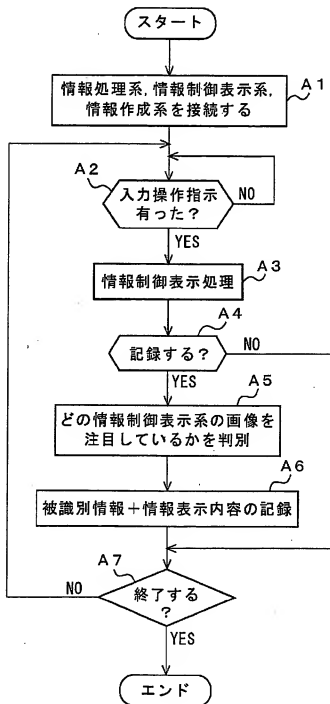 スタート
A1
情報処理系,情報制御表示系,
情報作成系を接続する
A2
入力操作指示
有った?
NO
YES
A3
情報制御表示処理
A4
記録する?
NO
YES
A5
どの情報制御表示系の画像を
注目しているかを判別
A6
被識別情報+情報表示内容の記録
A7
終了する
?
NO
YES
エンド